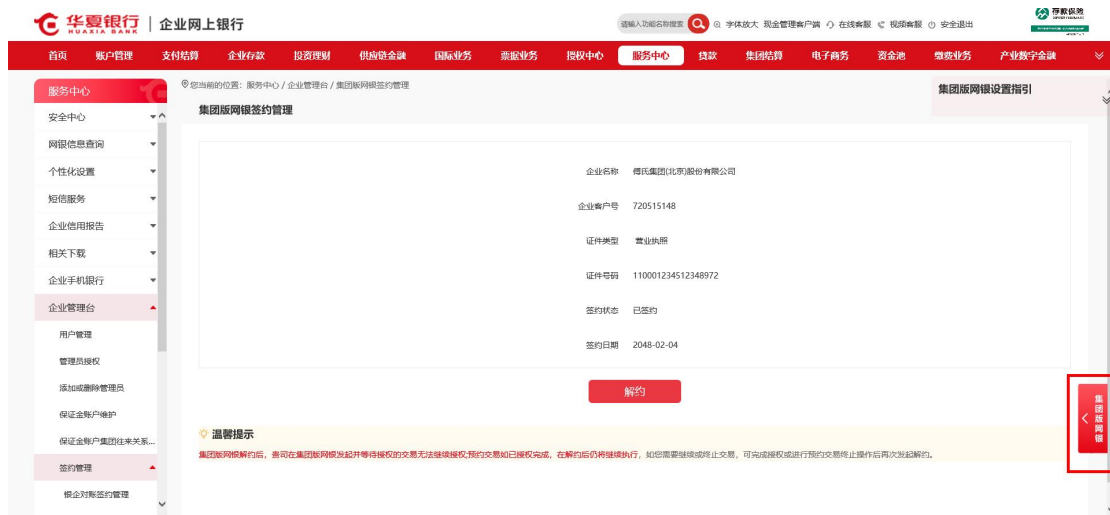 华夏银行 企业网上银行
HUAXIA BANK
请输入功能名称搜索 字体放大 现金管理客户端 在线客服 视频客服 安全退出
存款保险
首页 账户管理 支付结算 企业存款 投资理财 供应链金融 国际业务 票据业务 授权中心 服务中心 贷款 集团结算 电子商务 资金池 缴费业务 产业数字金融
服务中心
安全中心
网银信息查询
个性化设置
短信服务
企业信用报告
相关下载
企业手机银行
企业管理台
用户管理
管理员授权
添加或删除管理员
保证金账户维护
保证金账户集团往来关系...
签约管理
银企对账签约管理
您当前的位置：服务中心 / 企业管理台 / 集团版网银签约管理
集团版网银签约管理
集团版网银设置指引
企业名称 傅氏集团(北京)股份有限公司
企业客户号 720515148
证件类型 营业执照
证件号码 110001234512348972
签约状态 已签约
签约日期 2048-02-04
解约
温馨提示
集团版网银解约后，贵司在集团版网银发起并等待授权的交易无法继续授权;预约交易如已授权完成，在解约后仍将继续执行，如您需要继续或终止交易，可完成授权或进行预约交易终止操作后再次发起解约。
集团版网银